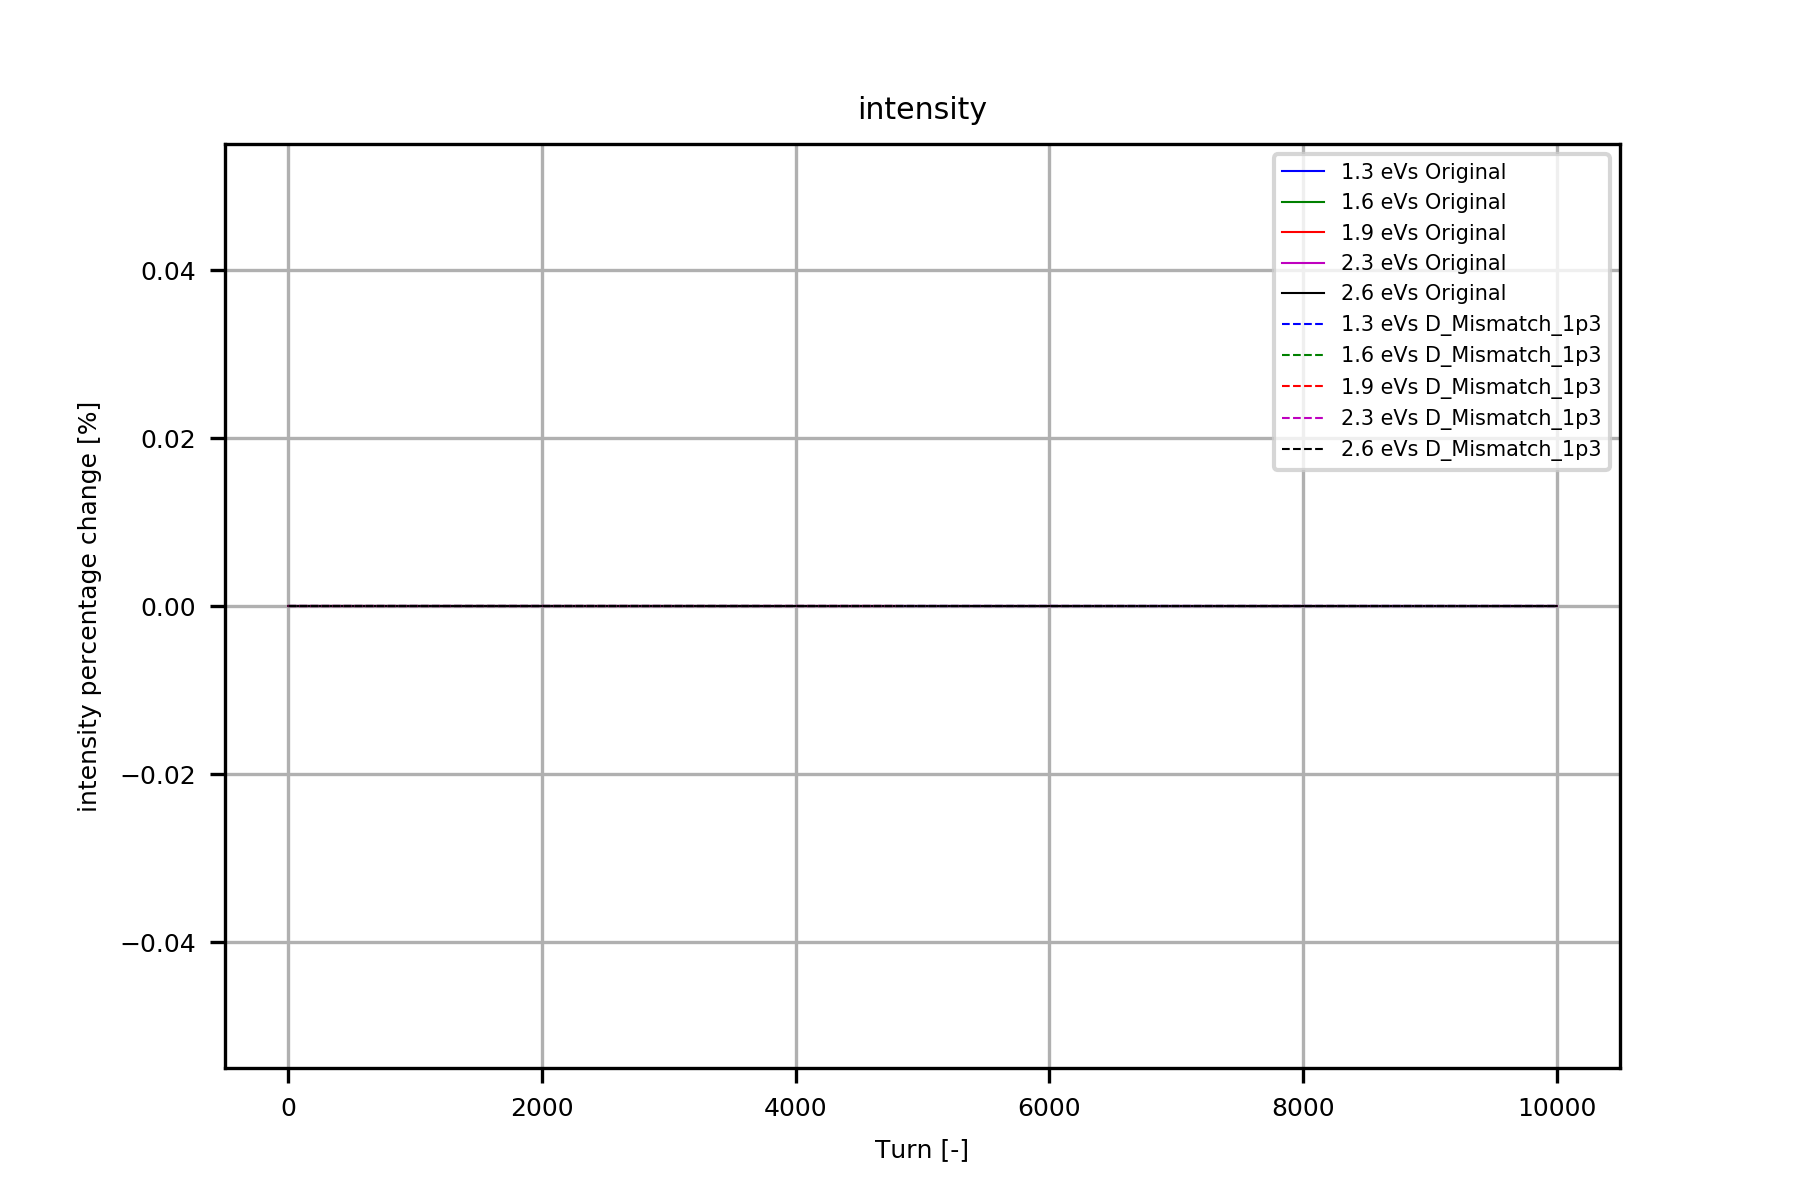 intensity
1.3 eVs Original
1.6 eVs Original
1.9 eVs Original
2.3 eVs Original
2.6 eVs Original
1.3 eVs D_Mismatch_1p3
1.6 eVs D_Mismatch_1p3
1.9 eVs D_Mismatch_1p3
2.3 eVs D_Mismatch_1p3
2.6 eVs D_Mismatch_1p3
intensity percentage change [%]
0.04
0.02
0.00
−0.02
−0.04
0 2000 4000 6000 8000 10000
Turn [-]